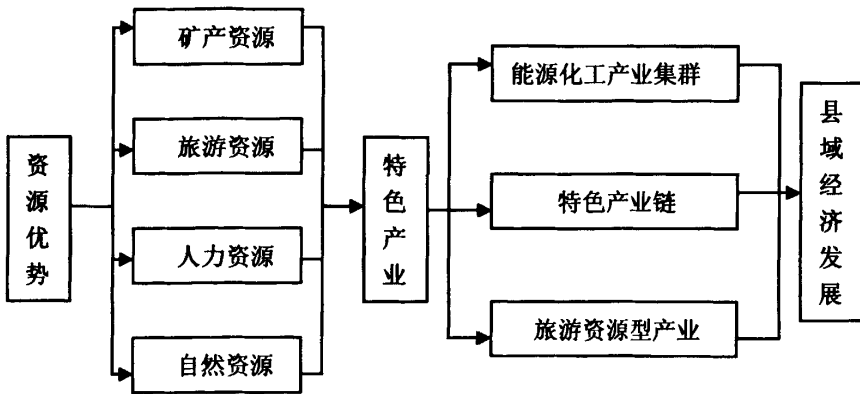 资源优势
矿产资源
旅游资源
人力资源
自然资源
特色产业
能源化工产业集群
特色产业链
旅游资源型产业
县域经济发展